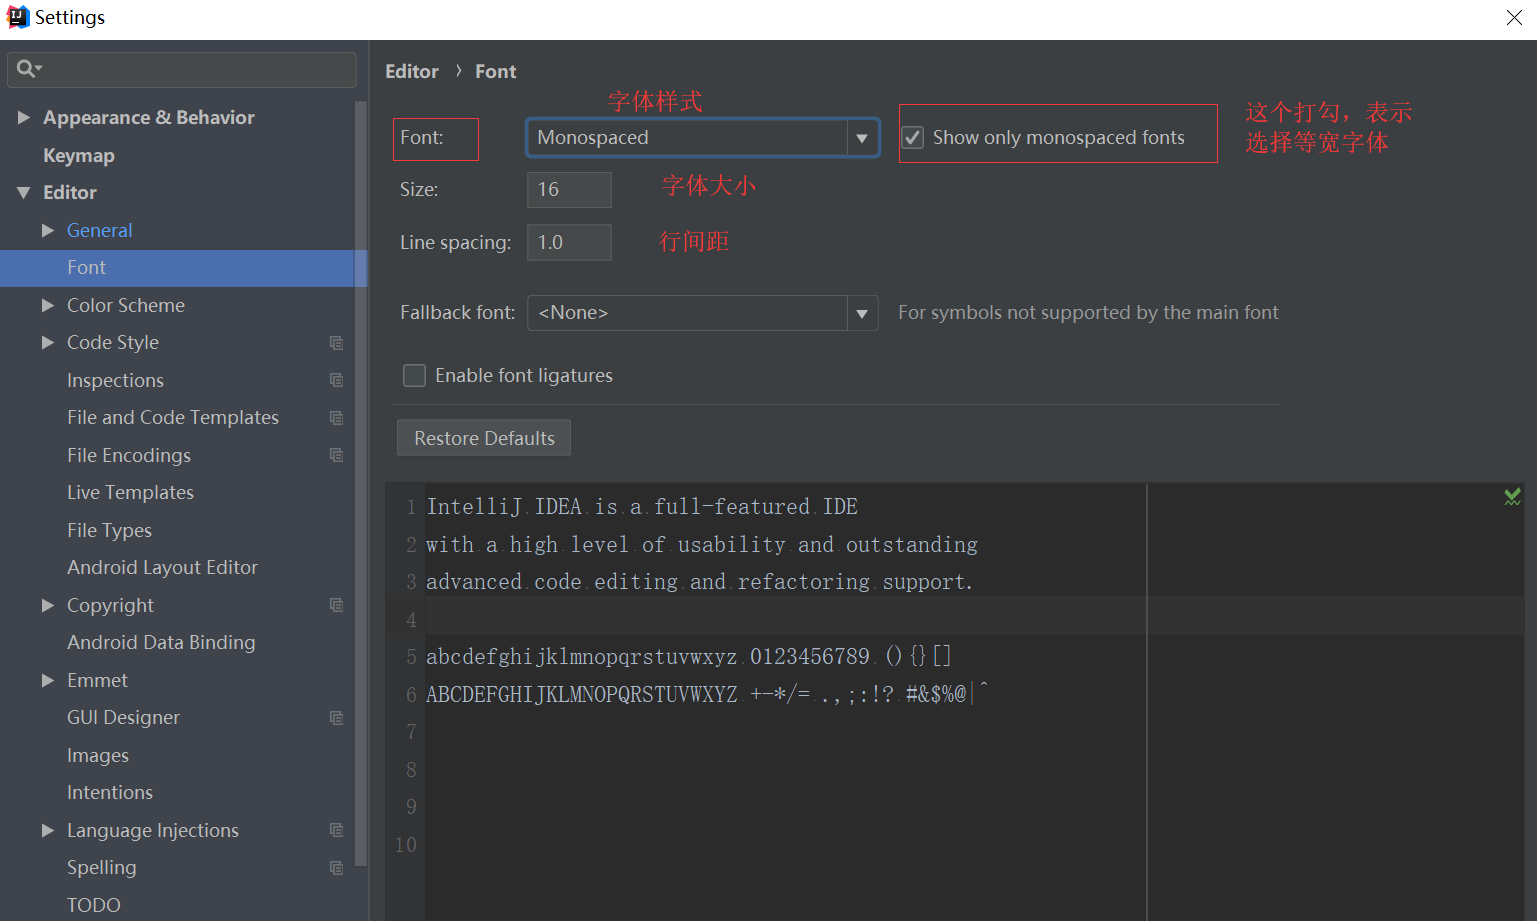 Settings
Appearance & Behavior
Keymap
Editor
General
Font
Color Scheme
Code Style
Inspections
File and Code Templates
File Encodings
Live Templates
File Types
Android Layout Editor
Copyright
Android Data Binding
Emmet
GUI Designer
Images
Intentions
Language Injections
Spelling
TODO
Editor › Font
字体样式
Font: Monospaced Show only monospaced fonts
这个打勾，表示
选择等宽字体
Size: 16 字体大小
Line spacing: 1.0 行间距
Fallback font: <None> For symbols not supported by the main font
Enable font ligatures
Restore Defaults
1 IntelliJ IDEA is a full-featured IDE
2 with a high level of usability and outstanding
3 advanced code editing and refactoring support.
4
5 abcdefghijklmnopqrstuvwxyz 0123456789 (){}[]
6 ABCDEFGHIJKLMNOPQRSTUVWXYZ +-*/= .,;:!? #&$%@|^
7
8
9
10